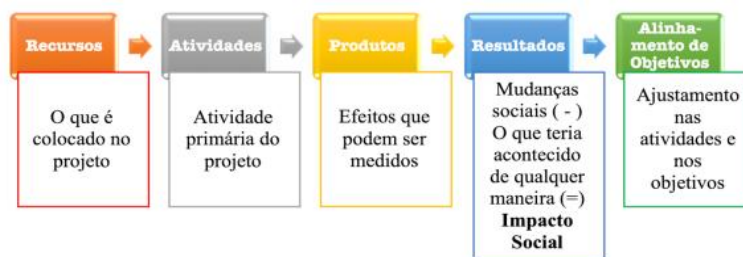 Recursos
O que é
colocado no
projeto
Atividades
Atividade
primária do
projeto
Produtos
Efeitos que
podem ser
medidos
Resultados
Mudanças
sociais ( - )
O que teria
acontecido
de qualquer
maneira (=)
Impacto
Social
Alinha-
mento de
Objetivos
Ajustamento
nas
atividades e
nos
objetivos